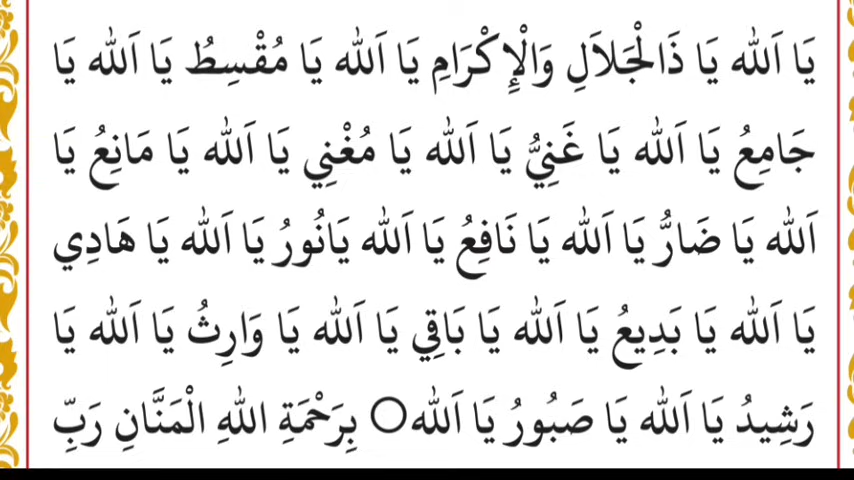 يَا اَللّٰه يَا ذَالْجَلَالِ وَالْإِكْرَامِ يَا اَللّٰه يَا مُقْسِطُ يَا اَللّٰه يَا
جَامِعُ يَا اَللّٰه يَا غَنِيُّ يَا اَللّٰه يَا مُغْنِي يَا اَللّٰه يَا مَانِعُ يَا
اَللّٰه يَا ضَارُّ يَا اَللّٰه يَا نَافِعُ يَا اَللّٰه يَانُورُ يَا اَللّٰه يَا هَادِي
يَا اَللّٰه يَا بَدِيعُ يَا اَللّٰه يَا بَاقِي يَا اَللّٰه يَا وَارِثُ يَا اَللّٰه يَا
رَشِيدُ يَا اَللّٰه يَا صَبُورُ يَا اَللّٰه○ بِرَحْمَةِ اللّٰهِ الْمَنَّانِ رَبِّ